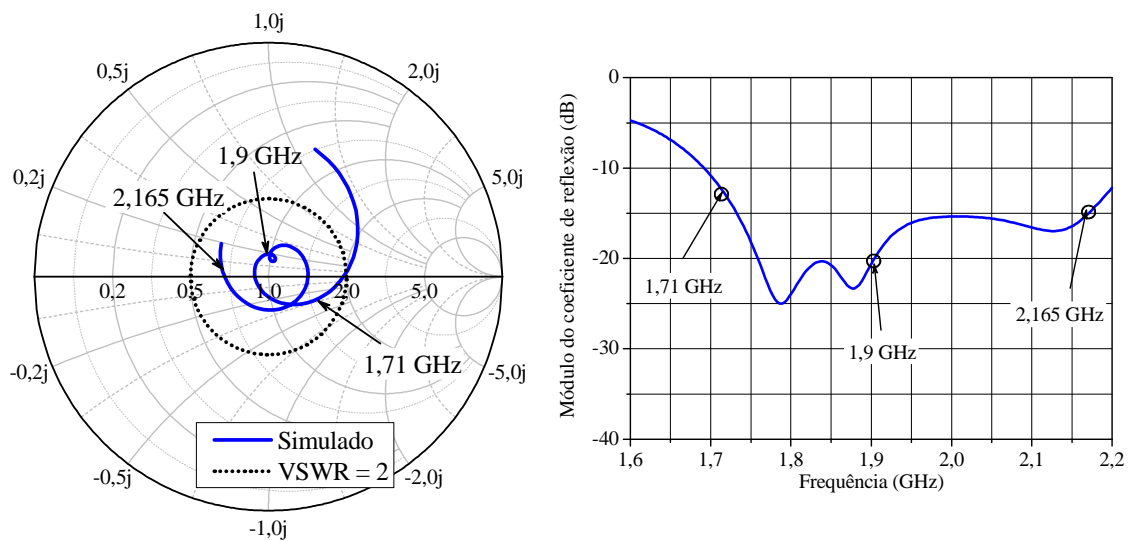 1,0j
0,5j
2,0j
0,2j
5,0j
1,9 GHz
2,165 GHz
0,2
0,5
1,0
2,0
5,0
1,71 GHz
-0,2j
-5,0j
Simulado
VSWR = 2
-0,5j
-2,0j
-1,0j
Módulo do coeficiente de reflexão (dB)
0
-10
-20
-30
-40
1,71 GHz
1,9 GHz
2,165 GHz
1,6
1,7
1,8
1,9
2,0
2,1
2,2
Frequência (GHz)